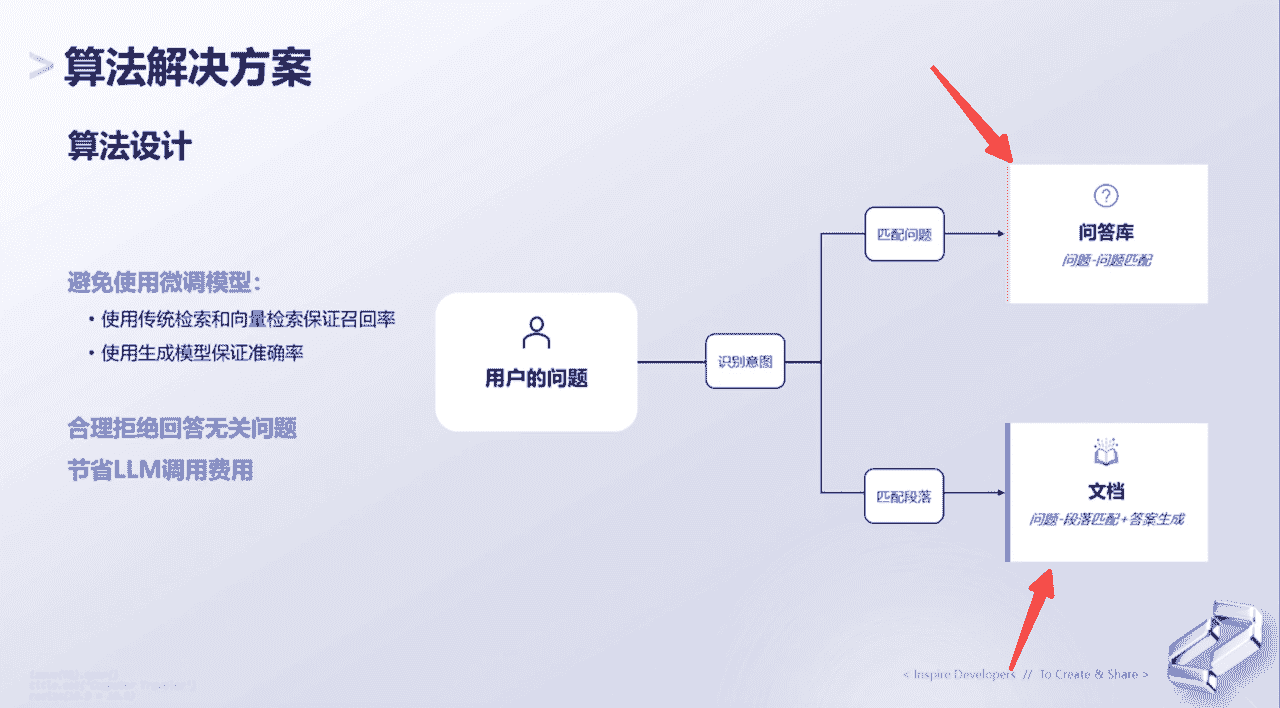 > 算法解决方案
算法设计
避免使用微调模型：
• 使用传统检索和向量检索保证召回率
• 使用生成模型保证准确率
合理拒绝回答无关问题
节省LLM调用费用
用户的问题
识别意图
匹配问题
问答库
问题-问题匹配
匹配段落
文档
问题-段落匹配+答案生成
< Inspire Developers // To Create & Share >